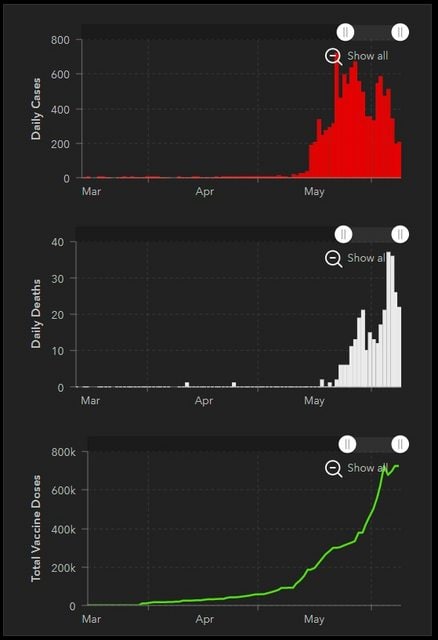 Daily Cases
800
600
400
200
0
Show all
Mar
Apr
May
Daily Deaths
40
30
20
10
0
Show all
Mar
Apr
May
Total Vaccine Doses
800k
600k
400k
200k
0
Show all
Mar
Apr
May